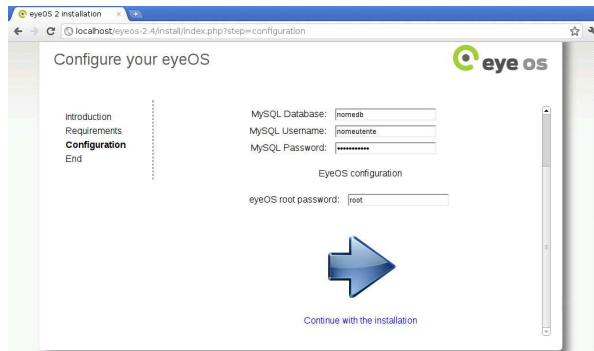 eyeOS 2 installation
localhost/eyeos-2.4/install/index.php?step=configuration
Configure your eyeOS
eye os
Introduction
Requirements
Configuration
End
MySQL Database: nomedb
MySQL Username: nomeutente
MySQL Password: •••••••••••
EyeOS configuration
eyeOS root password: root
Continue with the installation